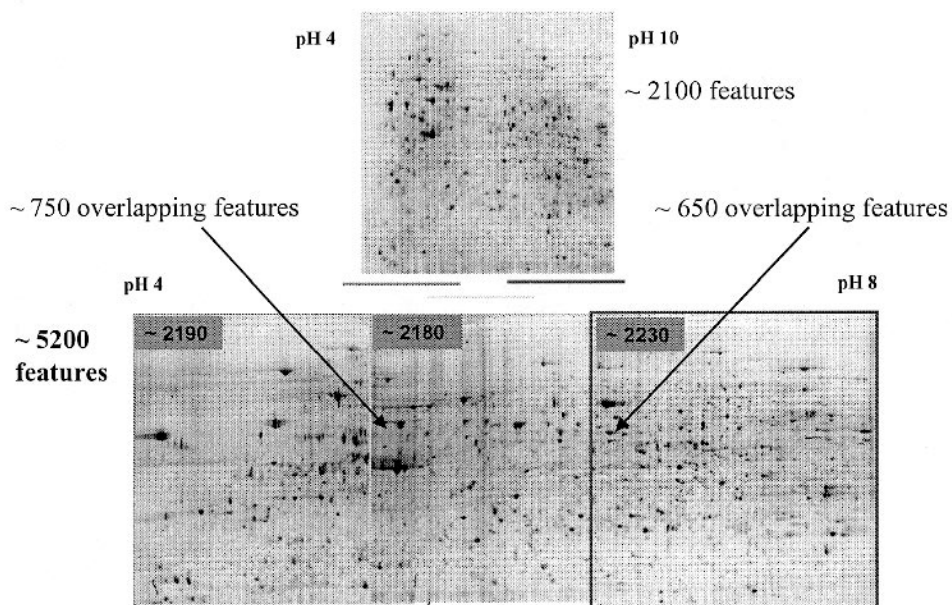 pH 4
pH 10
~ 2100 features
~ 750 overlapping features
~ 650 overlapping features
pH 4
pH 8
~ 5200
features
~ 2190
~ 2180
~ 2230